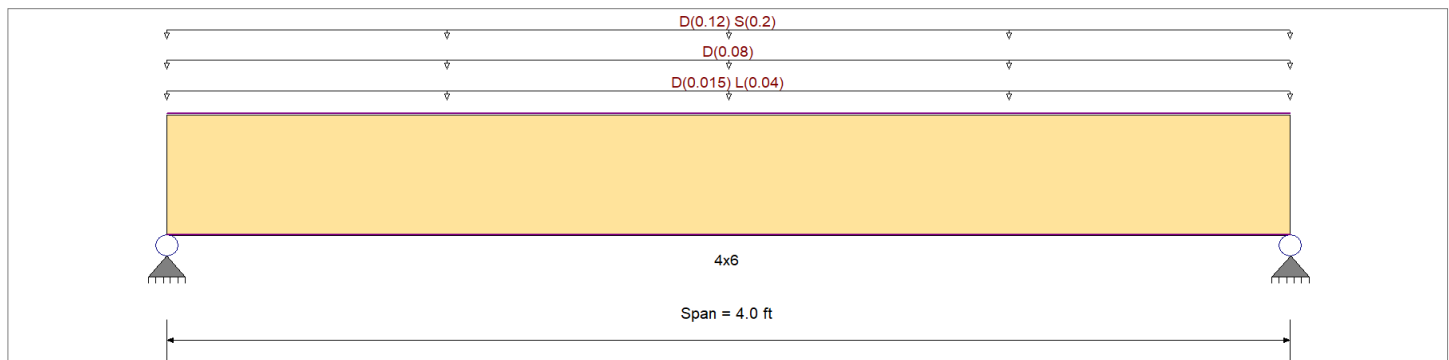 D(0.12) S(0.2)
D(0.08)
D(0.015) L(0.04)
4x6
Span = 4.0 ft